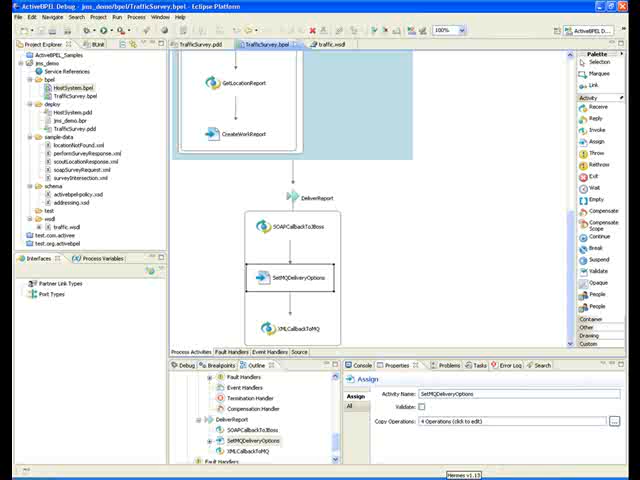 ActiveBPEL Debug - jms_demo/bpel/TrafficSurvey.bpel - Eclipse Platform
File Edit Navigate Search Project Run Window Help
100%
ActiveBPEL D...
Project Explorer
BUnit
TrafficSurvey.pdd
TrafficSurvey.bpel
traffic.wsdl
ActiveBPEL_Samples
jms_demo
Service References
bpel
HostSystem.bpel
TrafficSurvey.bpel
deploy
HostSystem.pdd
jms_demo.bpr
TrafficSurvey.pdd
sample-data
locationNotFound.xml
performSurveyResponse.xml
scoutLocationResponse.xml
soapSurveyRequest.xml
surveyIntersection.xml
schema
activebpel-policy.xsd
addressing.xsd
test
wsdl
traffic.wsdl
test.com.activee
test.org.activebpel
Interfaces
Process Variables
Partner Link Types
Port Types
GetLocationReport
CreateWorkReport
DeliverReport
SOAPCallbackToJBoss
SetMQDeliveryOptions
XMLCallbackToMQ
Process Activities
Fault Handlers
Event Handlers
Source
Palette
Selection
Marquee
Link
Activity
Receive
Reply
Invoke
Assign
Throw
Rethrow
Exit
Wait
Empty
Compensate
Compensate
Scope
Continue
Break
Suspend
Validate
Opaque
People
People
Container
Other
Drawing
Custom
Debug
Breakpoints
Outline
Fault Handlers
Event Handlers
Termination Handler
Compensation Handler
DeliverReport
SOAPCallbackToJBoss
SetMQDeliveryOptions
XMLCallbackToMQ
Fault Handlers
Console
Properties
Problems
Tasks
Error Log
Search
Assign
Assign
All
Activity Name: SetMQDeliveryOptions
Validate:
Copy Operations: 4 Operations (click to edit)
...
Hermes v1.13